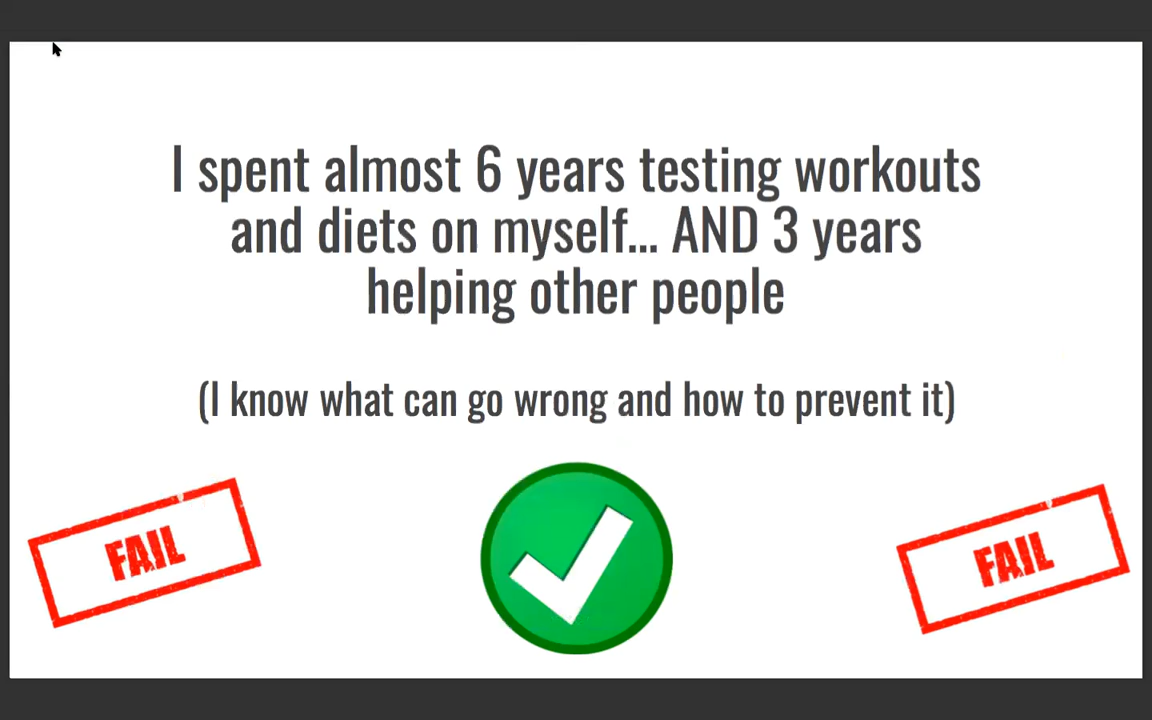 I spent almost 6 years testing workouts
and diets on myself... AND 3 years
helping other people
(I know what can go wrong and how to prevent it)
FAIL
FAIL